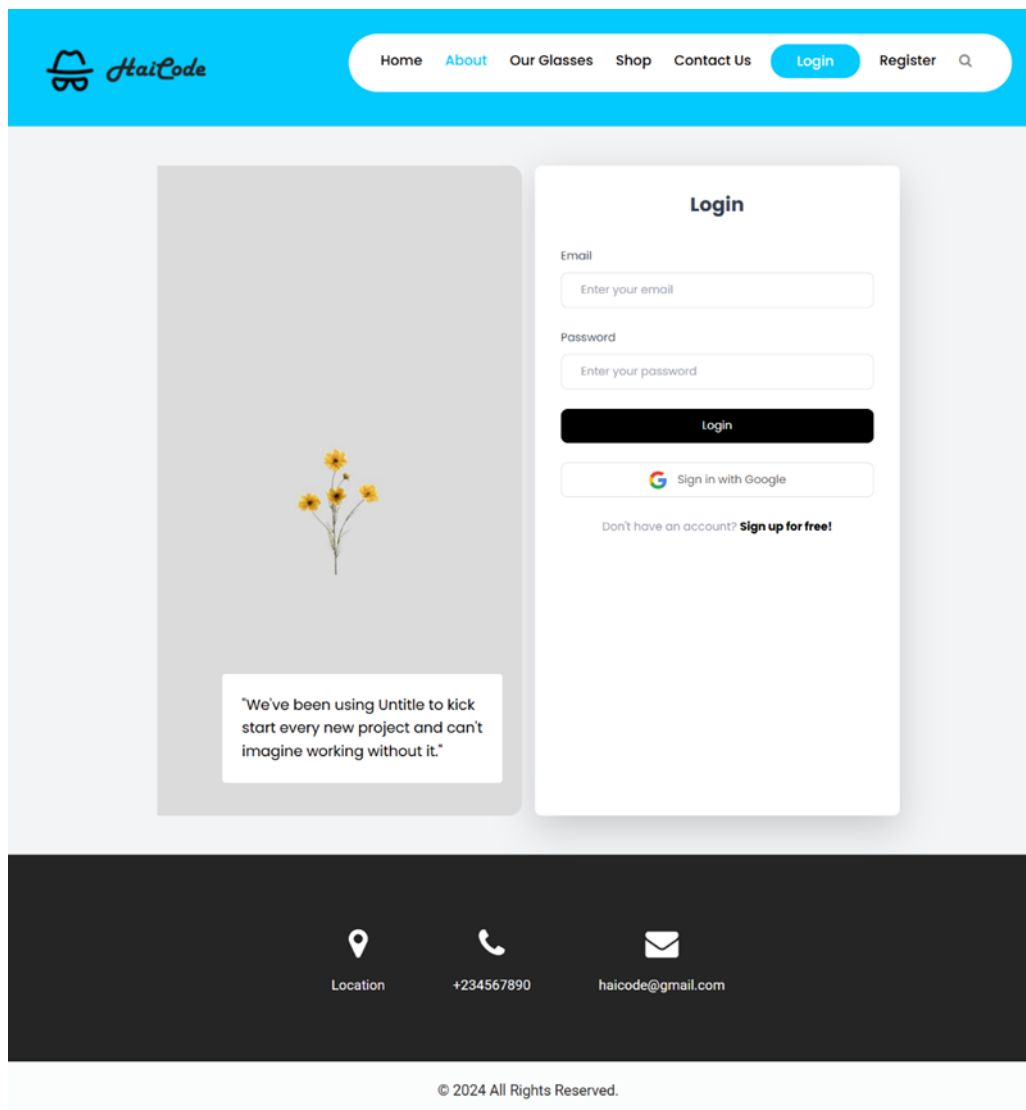 HaiCode
Home About Our Glasses Shop Contact Us Login Register
Login
Email
Enter your email
Password
Enter your password
Login
Sign in with Google
Don't have an account? Sign up for free!
"We've been using Untitle to kick
start every new project and can't
imagine working without it."
Location +234567890 haicode@gmail.com
© 2024 All Rights Reserved.